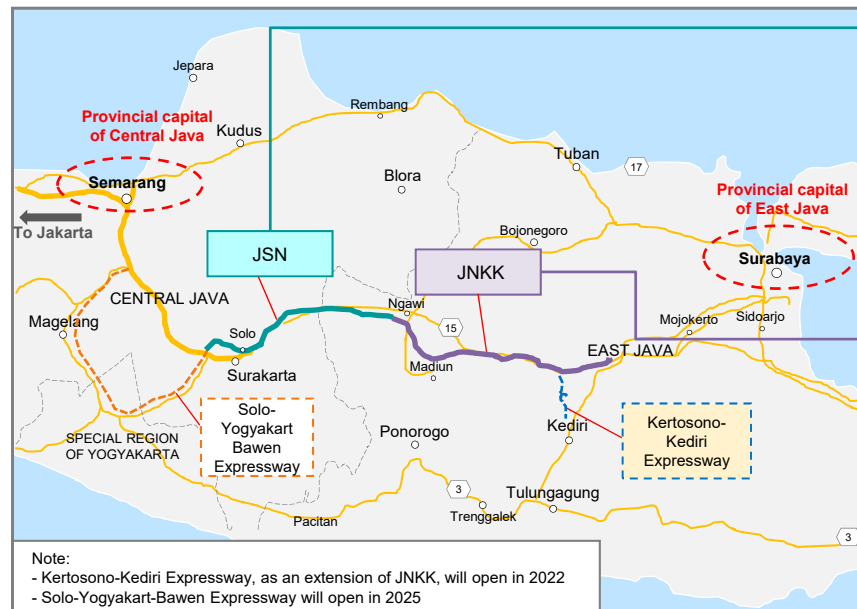 Jepara
Provincial capital
of Central Java
Rembang
Kudus
Tuban
17
Semarang
Blora
Provincial capital
of East Java
To Jakarta
Bojonegoro
JSN
JNKK
Surabaya
CENTRAL JAVA
Ngawi
Magelang
Solo
15
Mojokerto
Sidoarjo
EAST JAVA
Surakarta
Madiun
Solo-
Yogyakart
Bawen
Expressway
SPECIAL REGION
OF YOGYAKARTA
Ponorogo
Kediri
Kertosono-
Kediri
Expressway
3
Tulungagung
Trenggalek
Pacitan
3
Note:
- Kertosono-Kediri Expressway, as an extension of JNKK, will open in 2022
- Solo-Yogyakart-Bawen Expressway will open in 2025